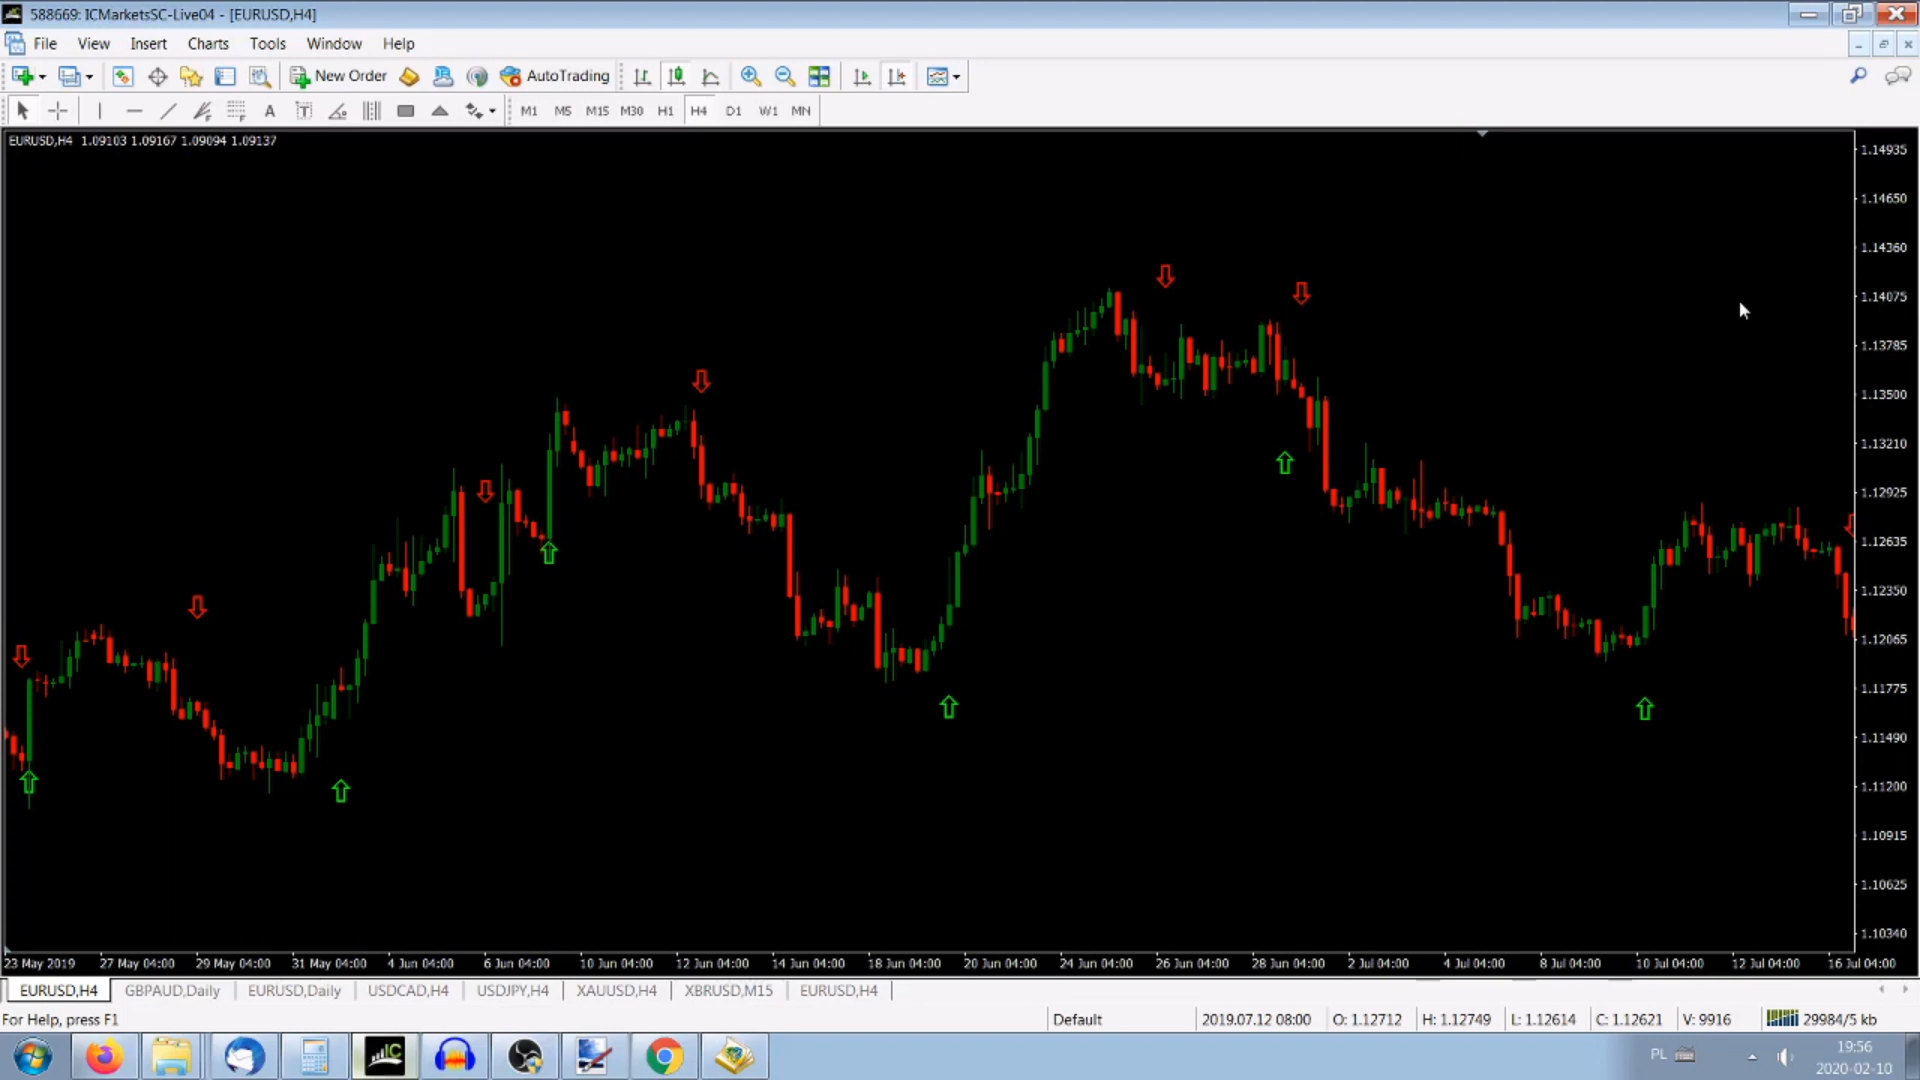 588669: ICMarketsSC-Live04 - [EURUSD,H4]
File View Insert Charts Tools Window Help
New Order AutoTrading
A T M1 M5 M15 M30 H1 H4 D1 W1 MN
EURUSD,H4 1.09103 1.09167 1.09094 1.09137
1.14935
1.14650
1.14360
1.14075
1.13785
1.13500
1.13210
1.12925
1.12635
1.12350
1.12065
1.11775
1.11490
1.11200
1.10915
1.10625
1.10340
23 May 2019 27 May 04:00 29 May 04:00 31 May 04:00 4 Jun 04:00 6 Jun 04:00 10 Jun 04:00 12 Jun 04:00 14 Jun 04:00 18 Jun 04:00 20 Jun 04:00 24 Jun 04:00 26 Jun 04:00 28 Jun 04:00 2 Jul 04:00 4 Jul 04:00 8 Jul 04:00 10 Jul 04:00 12 Jul 04:00 16 Jul 04:00
EURUSD,H4 GBPAUD,Daily EURUSD,Daily USDCAD,H4 USDJPY,H4 XAUUSD,H4 XBRUSD,M15 EURUSD,H4
For Help, press F1 Default 2019.07.12 08:00 O: 1.12712 H: 1.12749 L: 1.12614 C: 1.12621 V: 9916 29984/5 kb
IC PL 19:56
2020-02-10